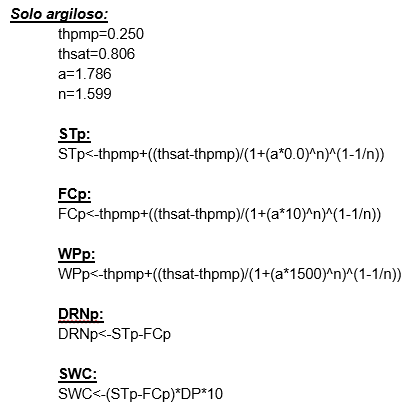 Solo argiloso:
thpmp=0.250
thsat=0.806
a=1.786
n=1.599
STp:
STp<-thpmp+((thsat-thpmp)/(1+(a*0.0)^n)^(1-1/n))
FCp:
FCp<-thpmp+((thsat-thpmp)/(1+(a*10)^n)^(1-1/n))
WPp:
WPp<-thpmp+((thsat-thpmp)/(1+(a*1500)^n)^(1-1/n))
DRNp:
DRNp<-STp-FCp
SWC:
SWC<-(STp-FCp)*DP*10